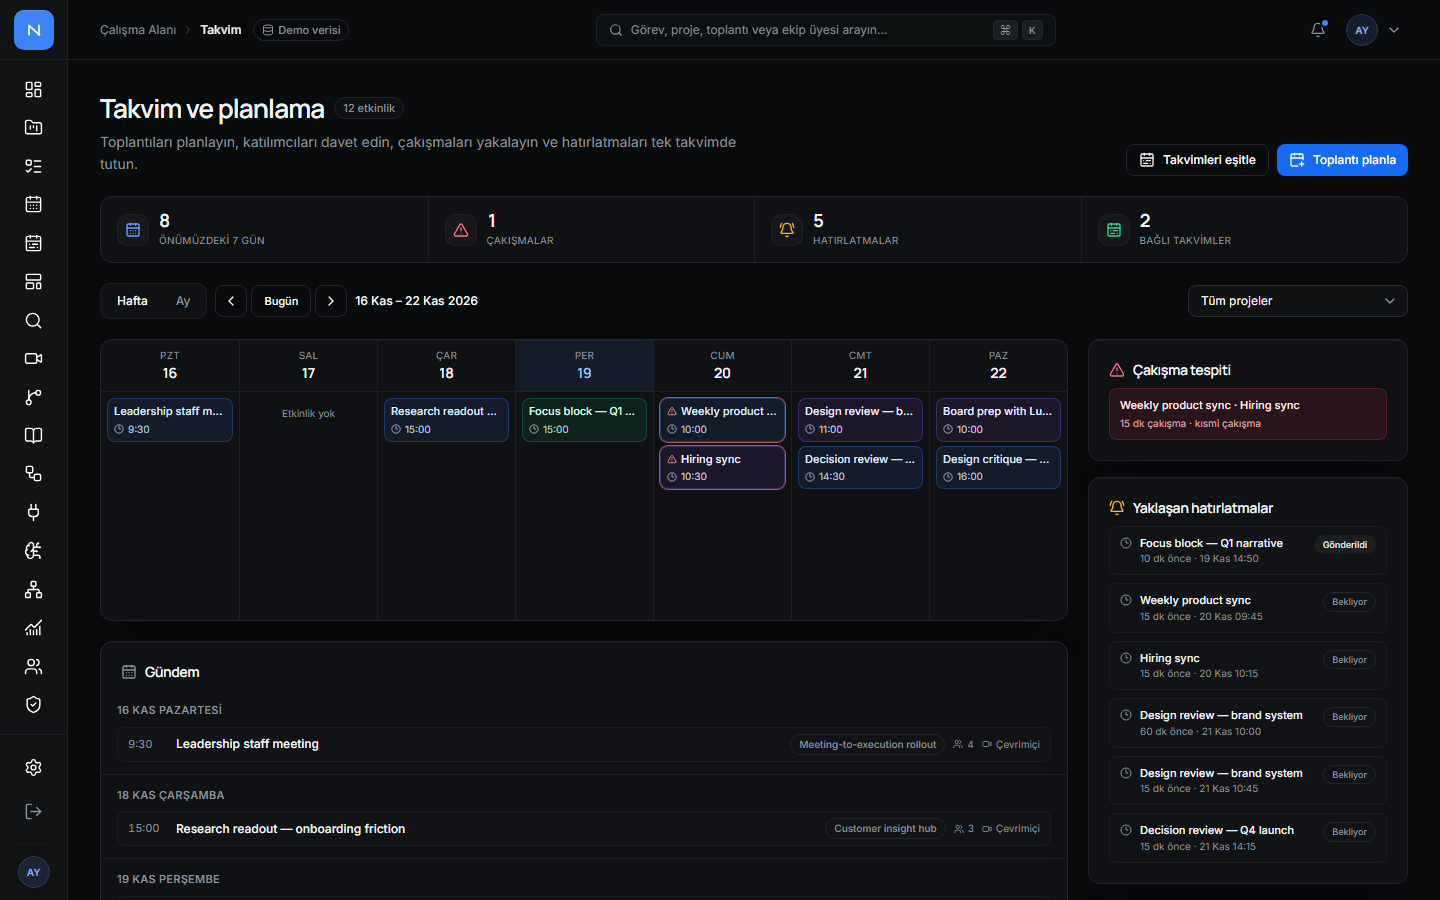 N
Çalışma Alanı
Takvim
Demo verisi
Görev, proje, toplantı veya ekip üyesi arayın...
⌘ K
AY
Takvim ve planlama
12 etkinlik
Toplantıları planlayın, katılımcıları davet edin, çakışmaları yakalayın ve hatırlatmaları tek takvimde
tutun.
Takvimleri eşitle
Toplantı planla
8
ÖNÜMÜZDEKİ 7 GÜN
1
ÇAKIŞMALAR
5
HATIRLATMALAR
2
BAĞLI TAKVİMLER
Hafta
Ay
Bugün
16 Kas – 22 Kas 2026
Tüm projeler
PZT
16
SAL
17
ÇAR
18
PER
19
CUM
20
CMT
21
PAZ
22
Leadership staff m...
9:30
Etkinlik yok
Research readout ...
15:00
Focus block — Q1 ...
15:00
Weekly product ...
10:00
Hiring sync
10:30
Design review — b...
11:00
Decision review — ...
14:30
Board prep with Lu...
10:00
Design critique — ...
16:00
Çakışma tespiti
Weekly product sync · Hiring sync
15 dk çakışma · kısmi çakışma
Yaklaşan hatırlatmalar
Focus block — Q1 narrative
10 dk önce · 19 Kas 14:50
Gönderildi
Weekly product sync
15 dk önce · 20 Kas 09:45
Bekliyor
Hiring sync
15 dk önce · 20 Kas 10:15
Bekliyor
Design review — brand system
60 dk önce · 21 Kas 10:00
Bekliyor
Design review — brand system
15 dk önce · 21 Kas 10:45
Bekliyor
Decision review — Q4 launch
15 dk önce · 21 Kas 14:15
Bekliyor
Gündem
16 KAS PAZARTESİ
9:30
Leadership staff meeting
Meeting-to-execution rollout
4
Çevrimiçi
18 KAS ÇARŞAMBA
15:00
Research readout — onboarding friction
Customer insight hub
3
Çevrimiçi
19 KAS PERŞEMBE
AY